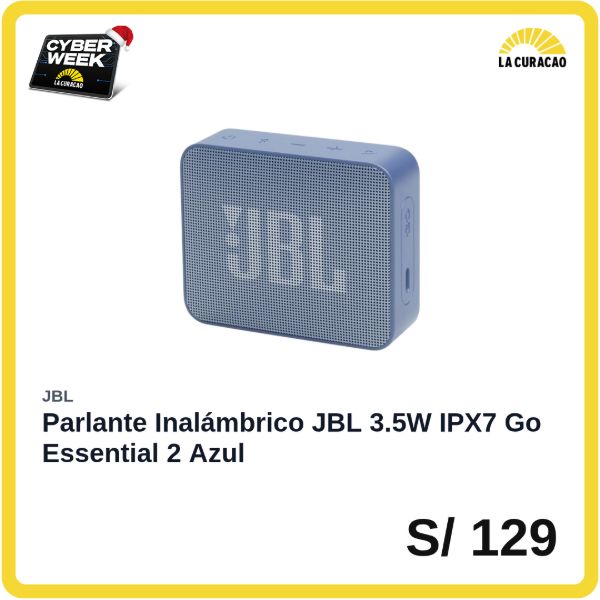 CYBER
WEEK
LA CURACAO
LA CURACAO
JBL
JBL
Parlante Inalámbrico JBL 3.5W IPX7 Go
Essential 2 Azul
S/ 129